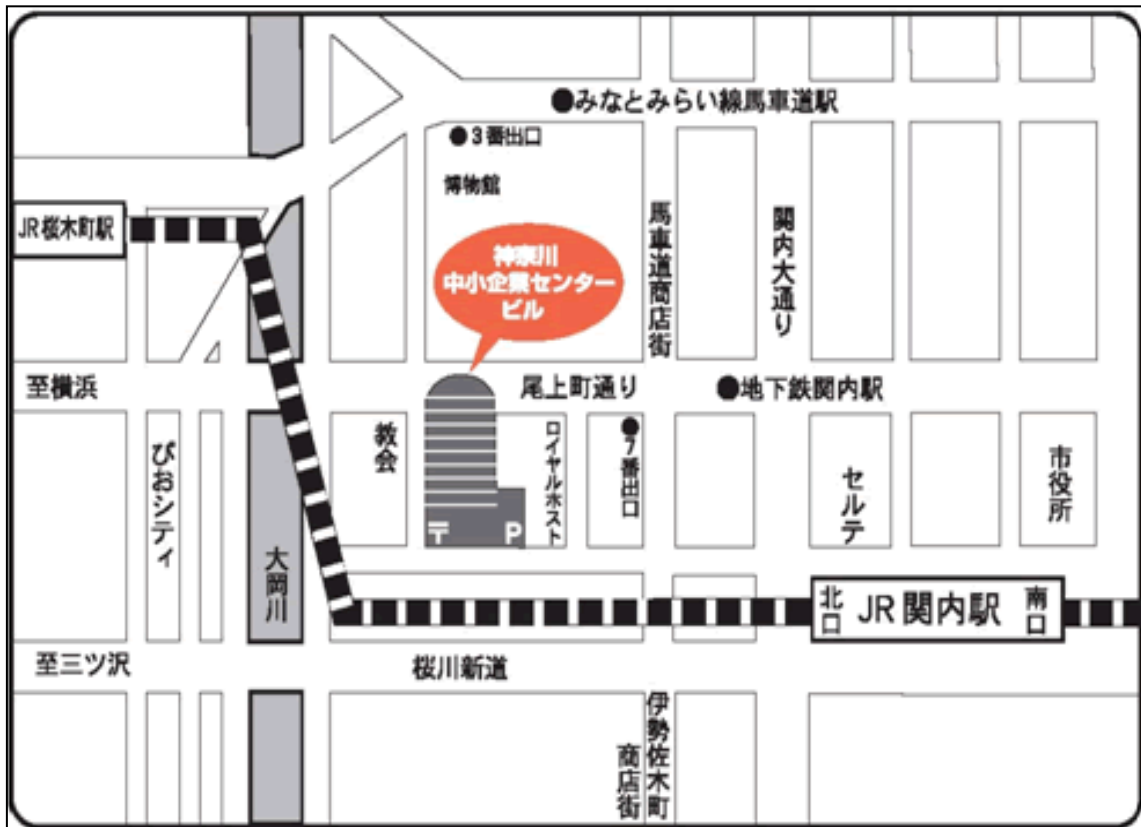 ●みなとみらい線馬車道駅
●3番出口
博物館
JR桜木町駅
神奈川
中小企業センター
ビル
馬車道商店街
関内大通り
至横浜
尾上町通り
●地下鉄関内駅
ぴおシティ
教会
ロイヤルホスト
●7番出口
セルテ
市役所
〒
P
大岡川
北口
JR関内駅
南口
至三ツ沢
桜川新道
伊勢佐木町
商店街